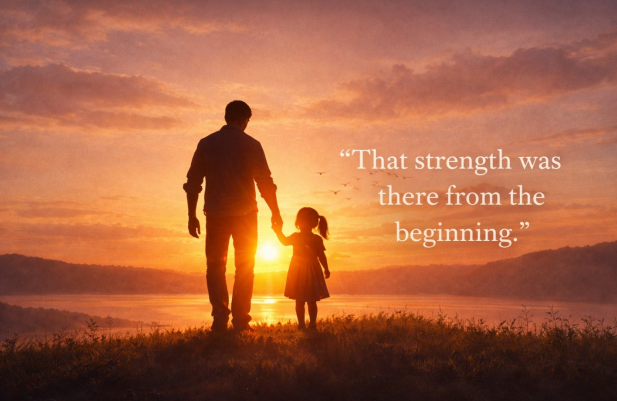 “That strength was
there from the
beginning.”